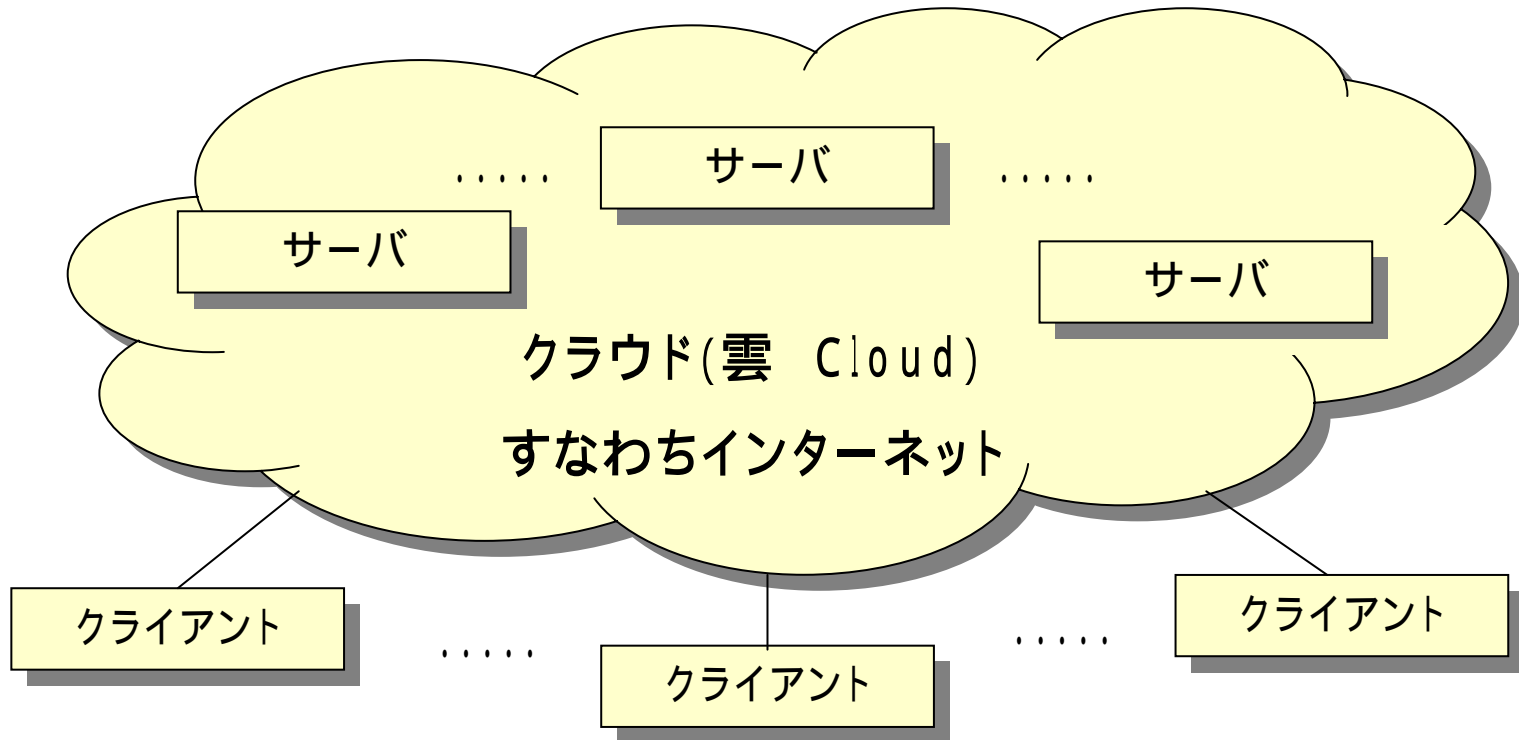 サーバ
..... .....
サーバ
サーバ
クラウド(雲　Cloud)
すなわちインターネット
クライアント
.....
クライアント
.....
クライアント